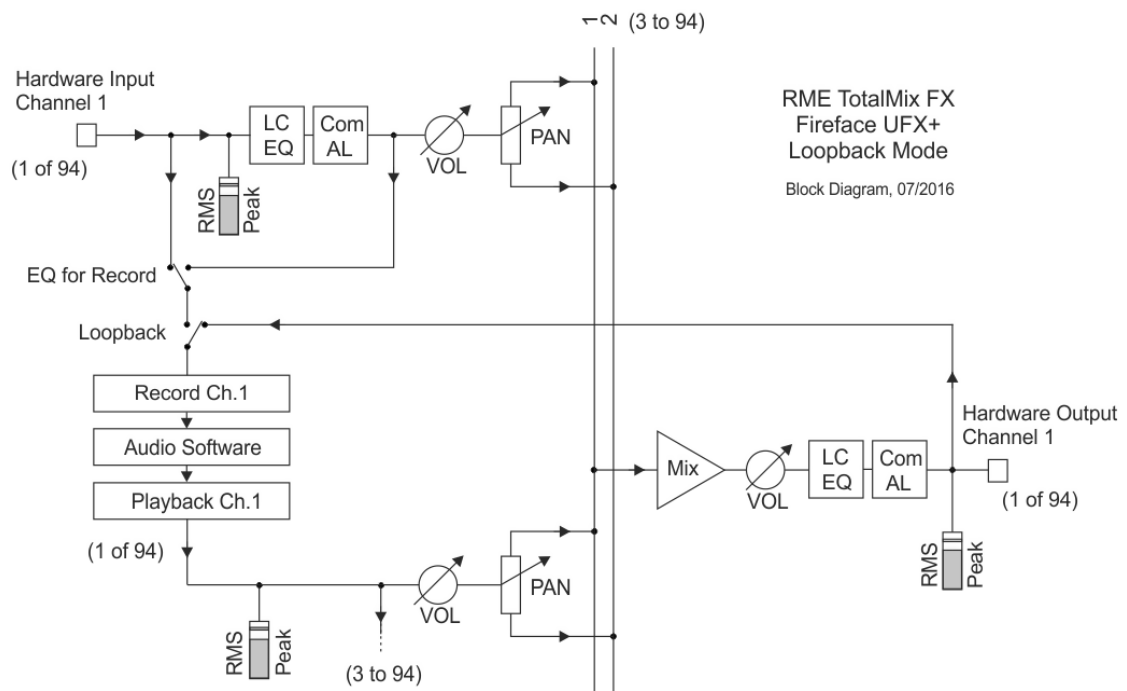 1
2
(3 to 94)
Hardware Input
Channel 1
(1 of 94)
LC
EQ
Com
AL
VOL
PAN
RMS
Peak
RME TotalMix FX
Fireface UFX+
Loopback Mode
Block Diagram, 07/2016
EQ for Record
Loopback
Record Ch.1
Audio Software
Playback Ch.1
(1 of 94)
VOL
PAN
RMS
Peak
(3 to 94)
Mix
VOL
LC
EQ
Com
AL
Hardware Output
Channel 1
(1 of 94)
RMS
Peak